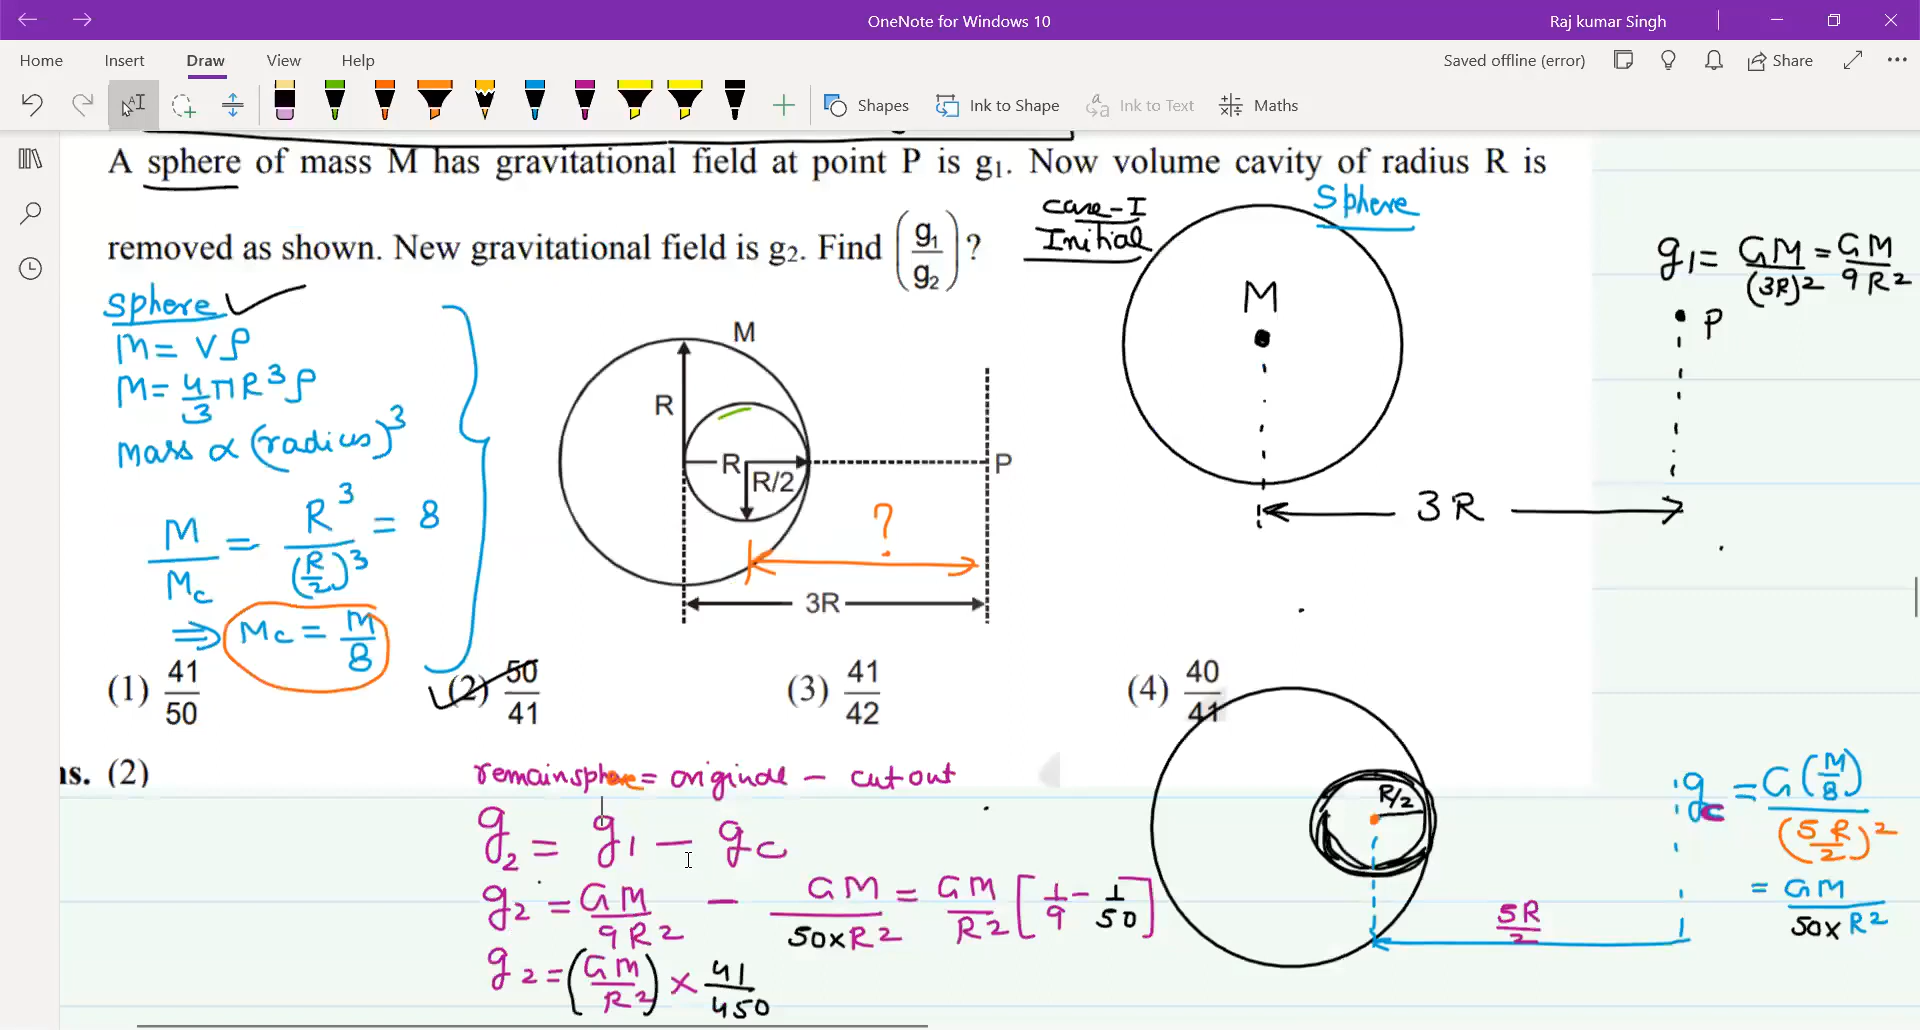 OneNote for Windows 10
Raj kumar Singh
Home Insert Draw View Help
Saved offline (error)
Share
Shapes
Ink to Shape
Ink to Text
Maths
A sphere of mass M has gravitational field at point P is g₁. Now volume cavity of radius R is
removed as shown. New gravitational field is g₂. Find (g₁/g₂)?
case-I
Initial
Sphere
M
P
g₁ = GM/(3R)² = GM/9R²
3R
Sphere
M = Vρ
M = 4/3 πR³ρ
mass ∝ (radius)³
M/Mc = R³/(R/2)³ = 8
⇒ Mc = M/8
M
R
R
R/2
P
?
3R
(1) 41/50
(2) 50/41
(3) 41/42
(4) 40/41
ns. (2)
remainsphere = originale - cutout
g₂ = g₁ - gc
g₂ = GM/9R² - GM/50×R² = GM/R² [1/9 - 1/50]
g₂ = (GM/R²) × 41/450
R/2
5R/2
gc = G(M/8)/(5R/2)²
= GM/50×R²